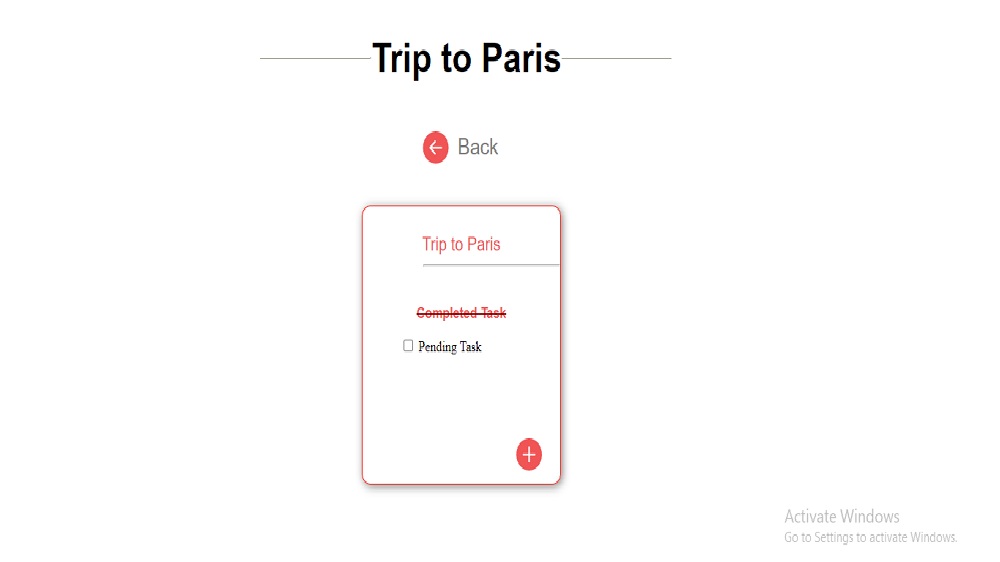 Trip to Paris
Back
Trip to Paris
Completed Task
Pending Task
Activate Windows
Go to Settings to activate Windows.